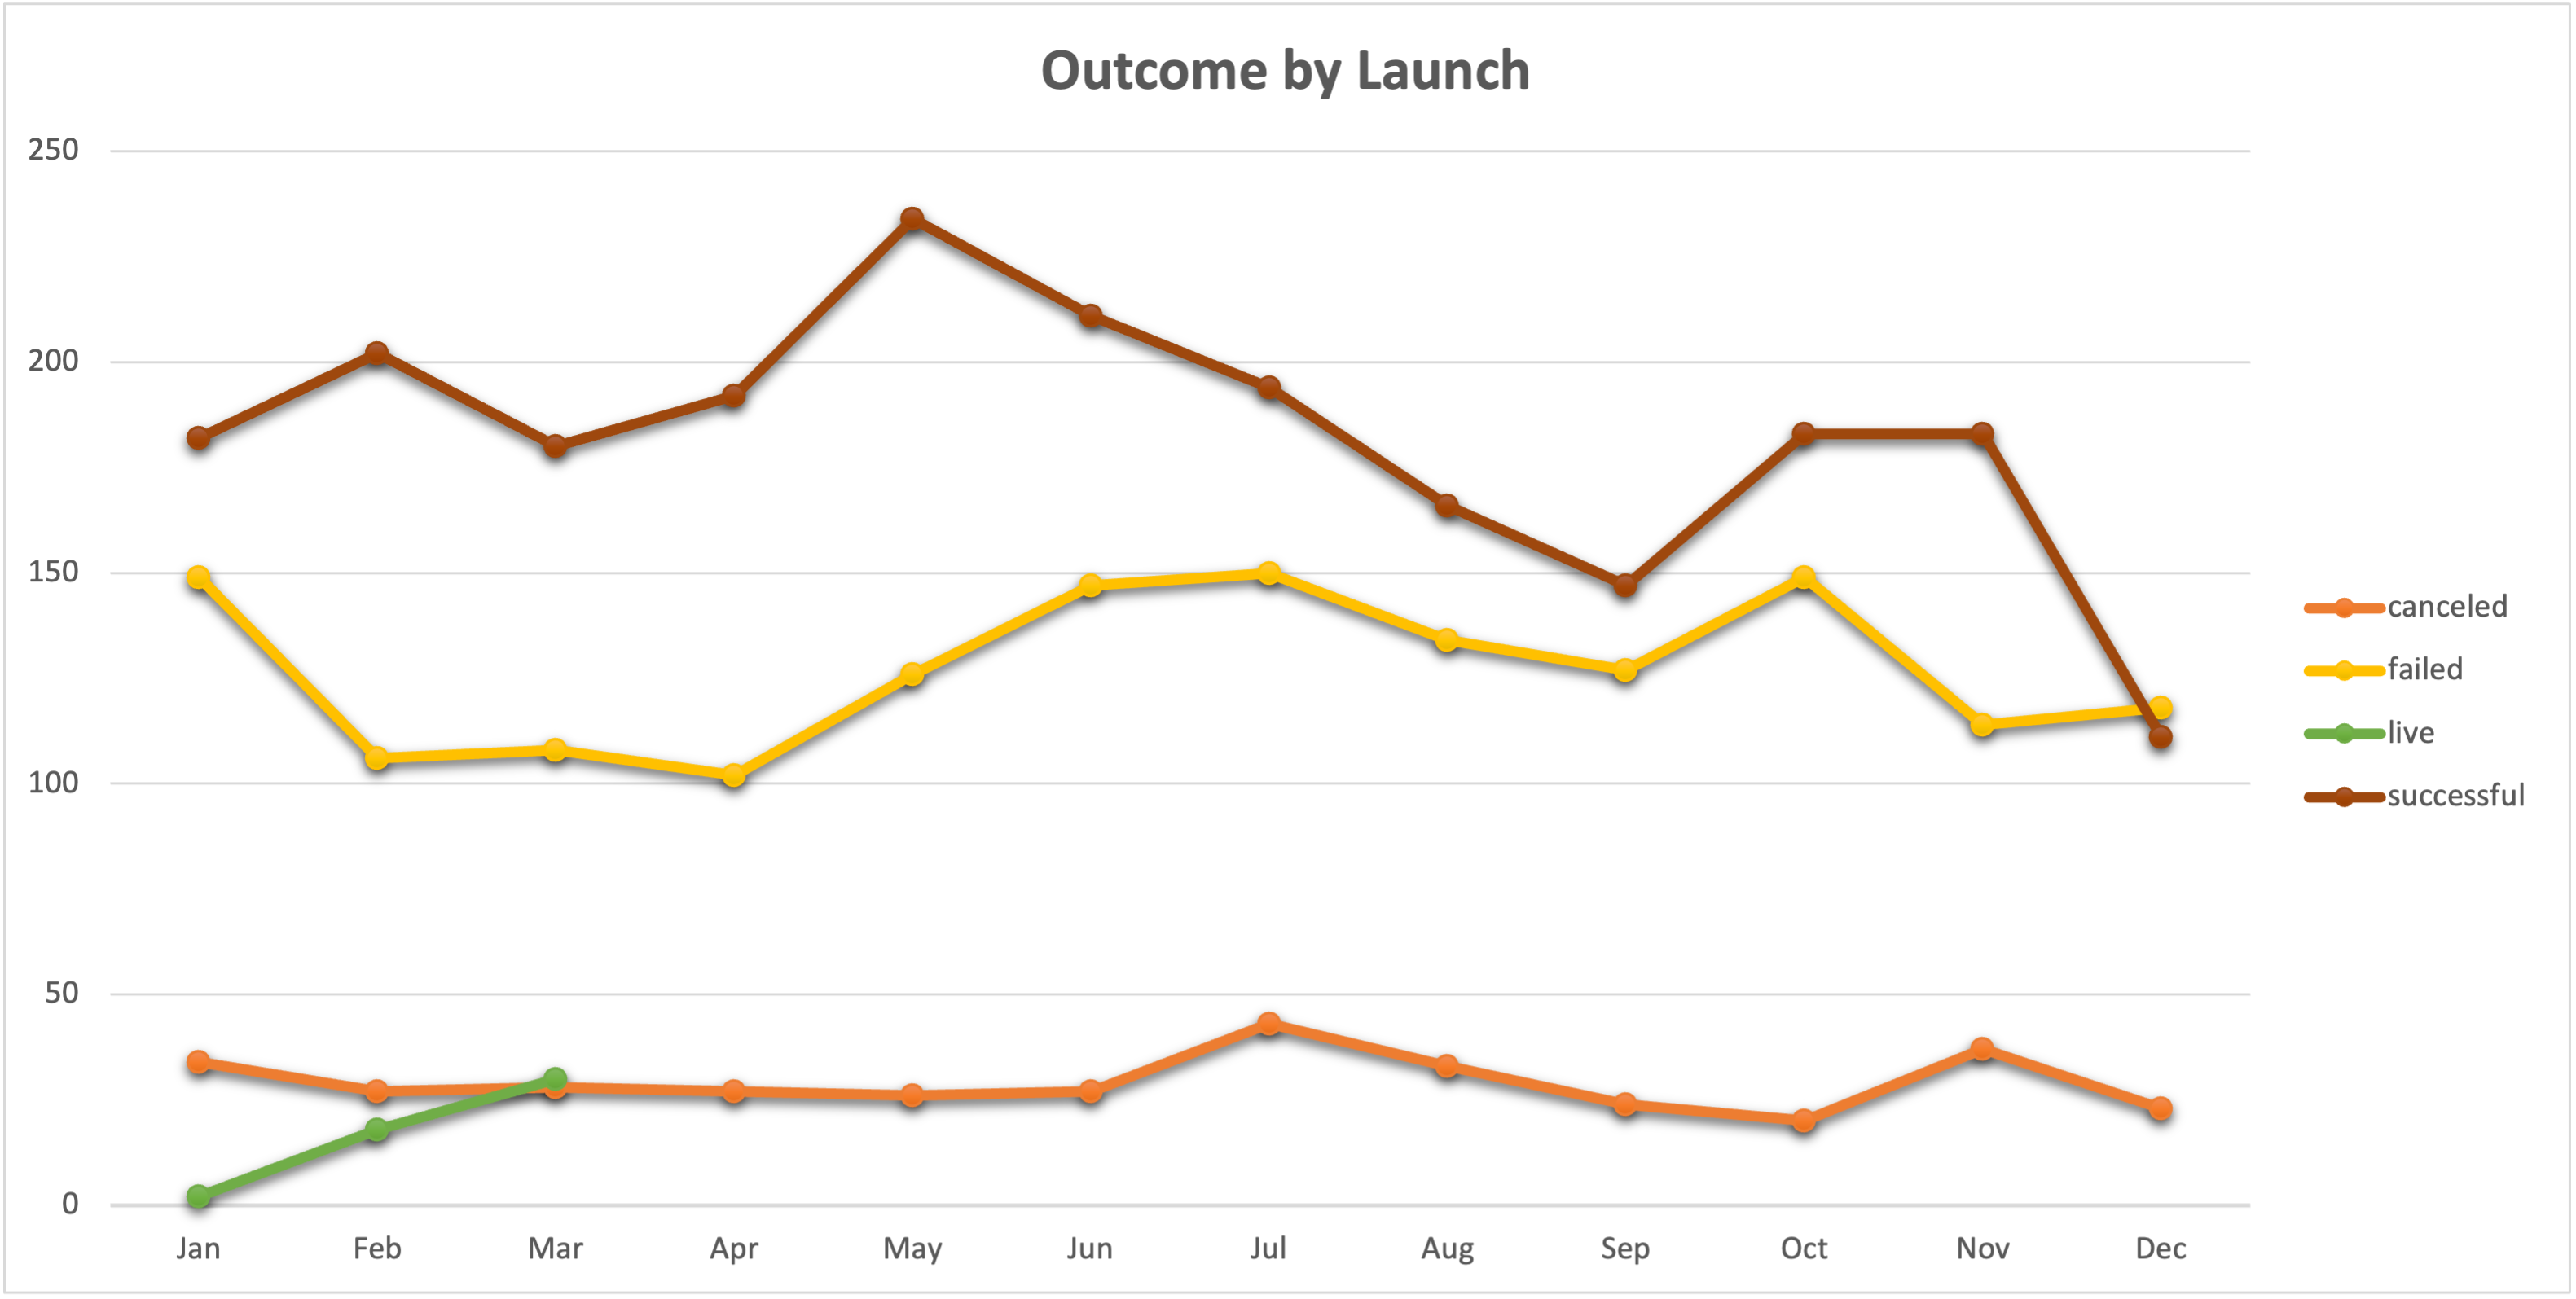 Outcome by Launch
250
200
150
100
50
0
Jan Feb Mar Apr May Jun Jul Aug Sep Oct Nov Dec
canceled
failed
live
successful